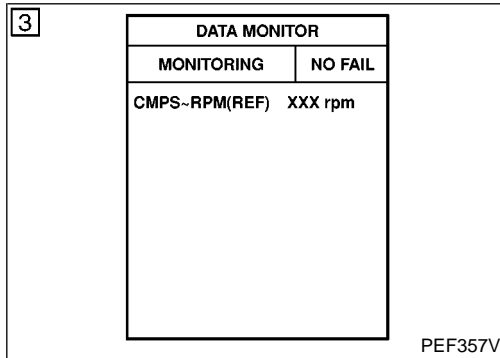 3
DATA MONITOR
MONITORING NO FAIL
CMPS~RPM(REF) XXX rpm
PEF357V